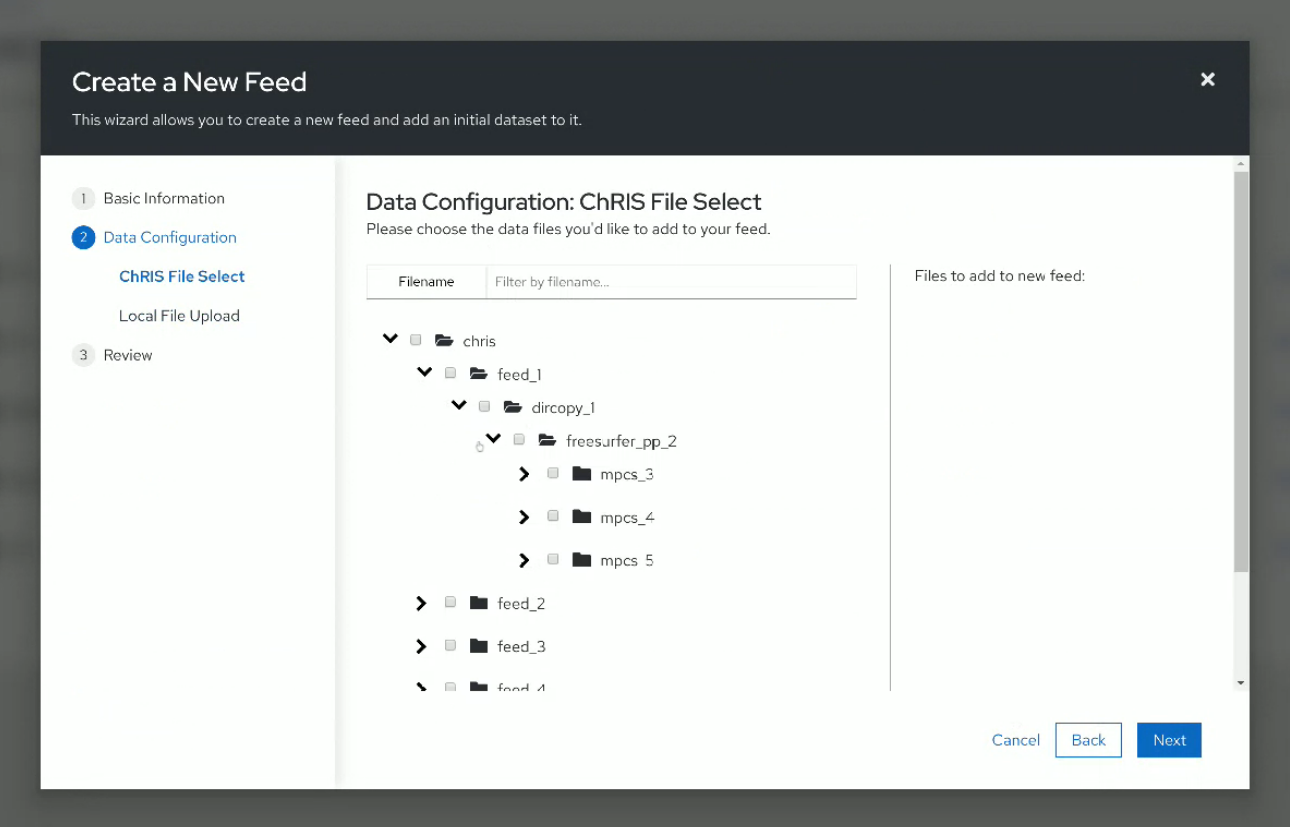 Create a New Feed
This wizard allows you to create a new feed and add an initial dataset to it.
1 Basic Information
2 Data Configuration
ChRIS File Select
Local File Upload
3 Review
Data Configuration: ChRIS File Select
Please choose the data files you'd like to add to your feed.
Filename Filter by filename...
Files to add to new feed:
chris
feed_1
dircopy_1
freesurfer_pp_2
mpcs_3
mpcs_4
mpcs_5
feed_2
feed_3
feed_4
Cancel Back Next